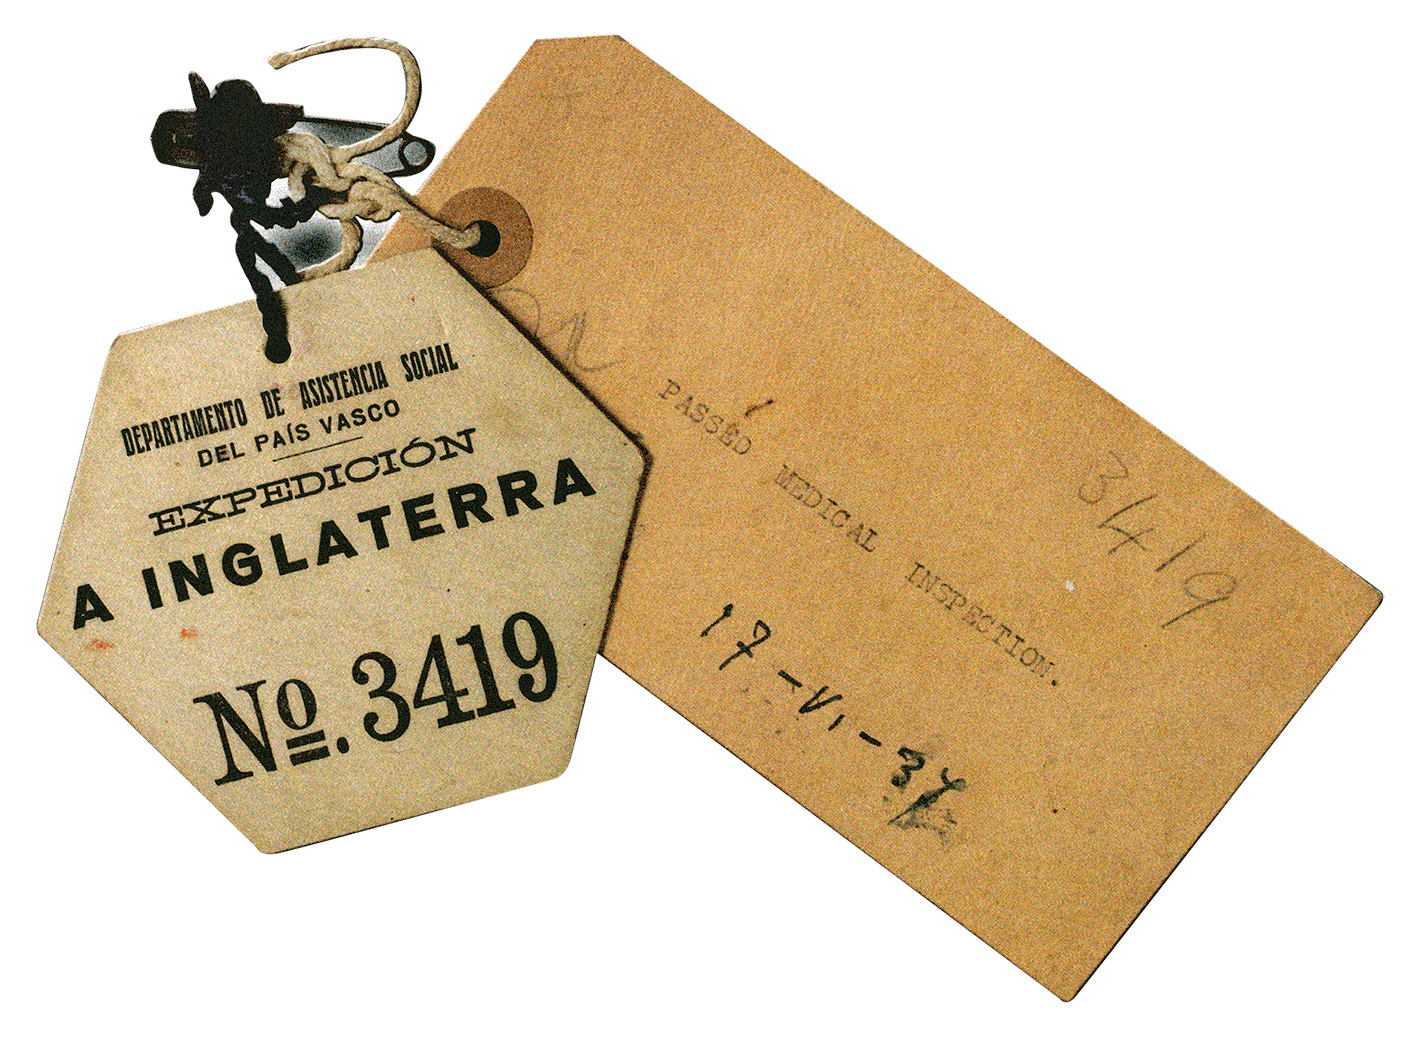 DEPARTAMENTO DE ASISTENCIA SOCIAL
DEL PAÍS VASCO
EXPEDICIÓN
A INGLATERRA
Nº. 3419
PASSED MEDICAL INSPECTION.
3419
17-VI-37